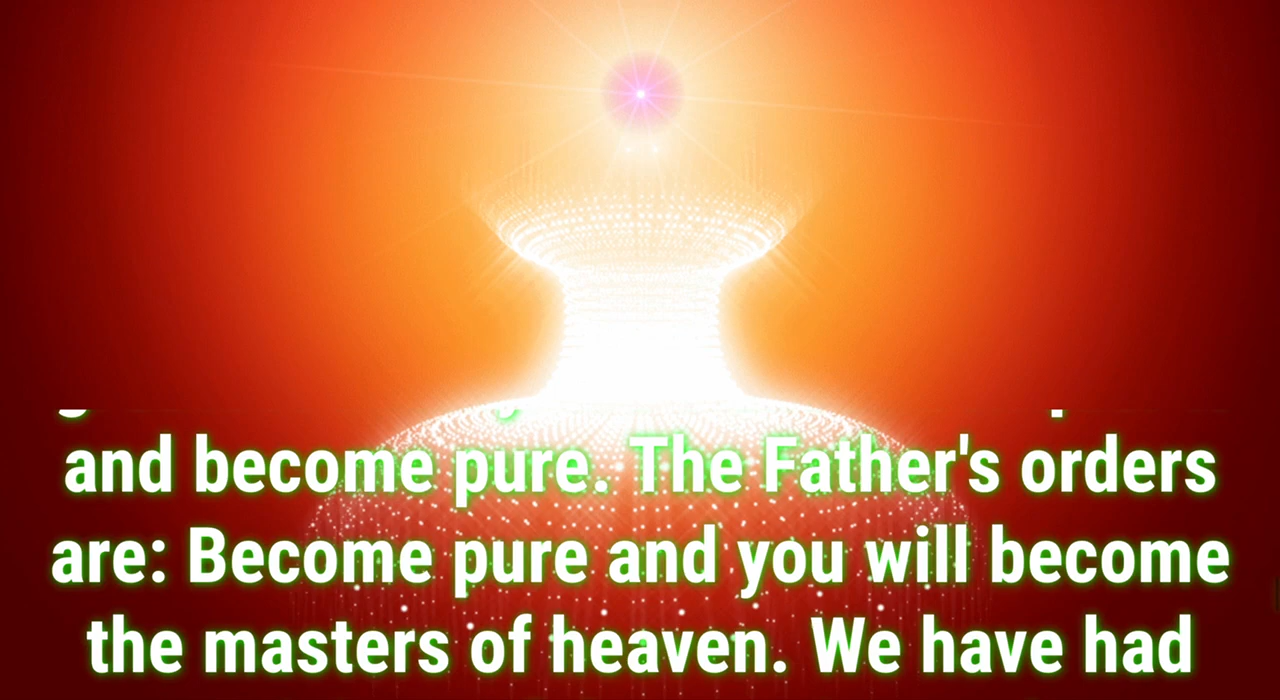 and become pure. The Father's orders
are: Become pure and you will become
the masters of heaven. We have had